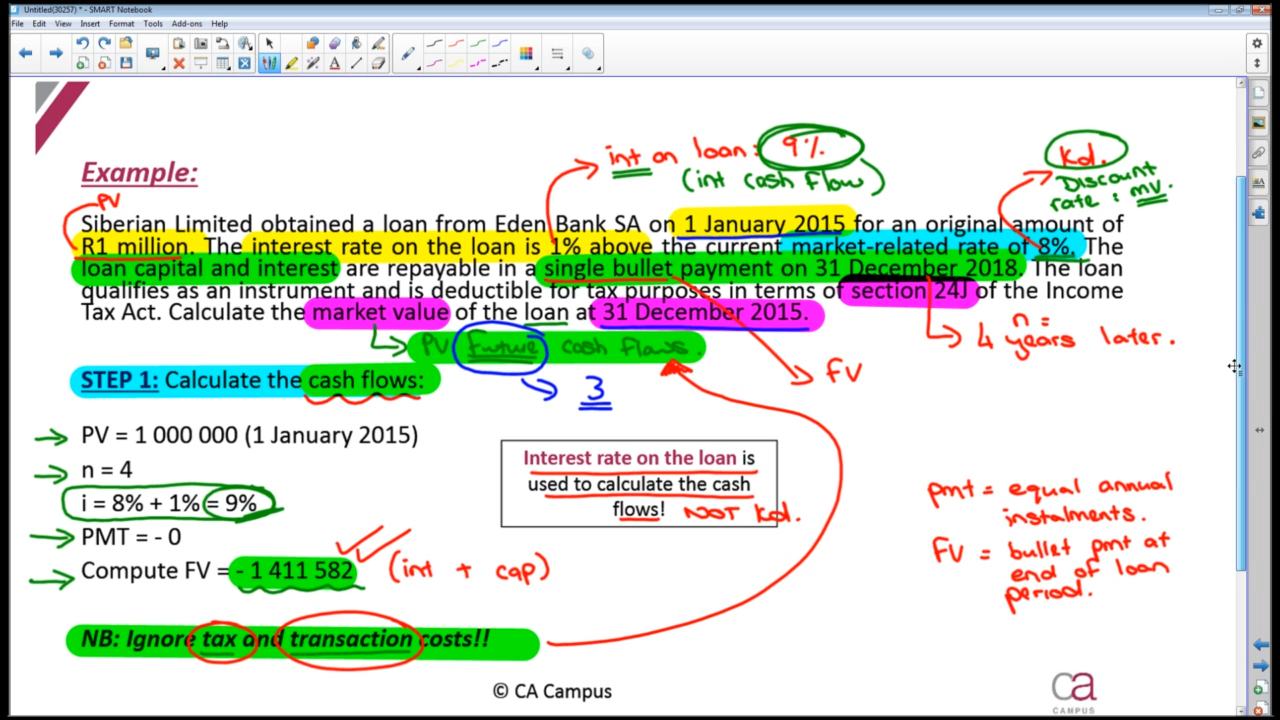 Untitled(30257) * - SMART Notebook
File Edit View Insert Format Tools Add-ons Help
int on loan: 9%
(int cash flow)
Kd.
Discount
rate : mv.
Example:
PV
Siberian Limited obtained a loan from Eden Bank SA on 1 January 2015 for an original amount of
R1 million. The interest rate on the loan is 1% above the current market-related rate of 8%. The
loan capital and interest are repayable in a single bullet payment on 31 December 2018. The loan
qualifies as an instrument and is deductible for tax purposes in terms of section 24J of the Income
Tax Act. Calculate the market value of the loan at 31 December 2015.
n =
4 years later.
PV Future cash flows.
FV
3
STEP 1: Calculate the cash flows:
PV = 1 000 000 (1 January 2015)
n = 4
i = 8% + 1% = 9%
PMT = - 0
Compute FV = - 1 411 582 (int + cap)
Interest rate on the loan is
used to calculate the cash
flows! NOT Kd.
pmt = equal annual
instalments.
FV = bullet pmt at
end of loan
period.
NB: Ignore tax and transaction costs!!
© CA Campus
ca
CAMPUS